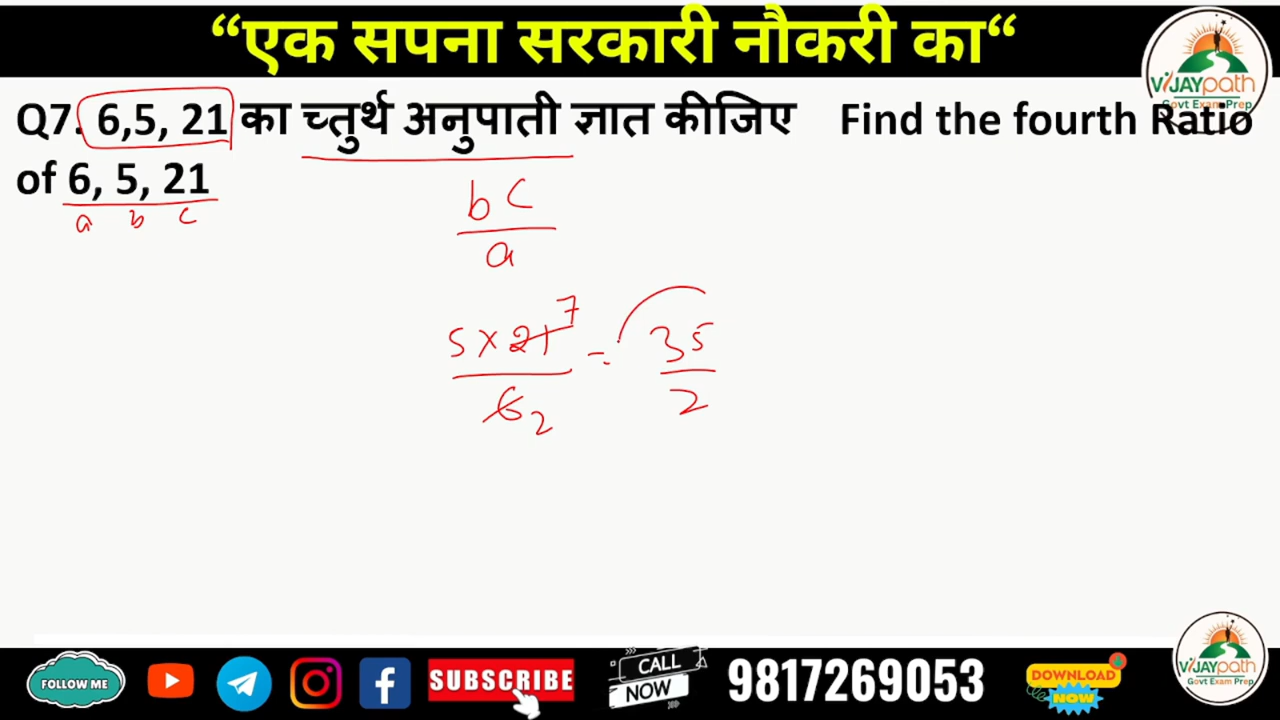 “एक सपना सरकारी नौकरी का“
VIJAYpath
Govt Exam Prep
Q7. 6,5, 21 का च्तुर्थ अनुपाती ज्ञात कीजिए Find the fourth Ratio
of 6, 5, 21
a b c
b c
a
5 × 21 7
6 2
= 35
2
FOLLOW ME
SUBSCRIBE
CALL
NOW
9817269053
DOWNLOAD
NOW
VIJAYpath
Govt Exam Prep